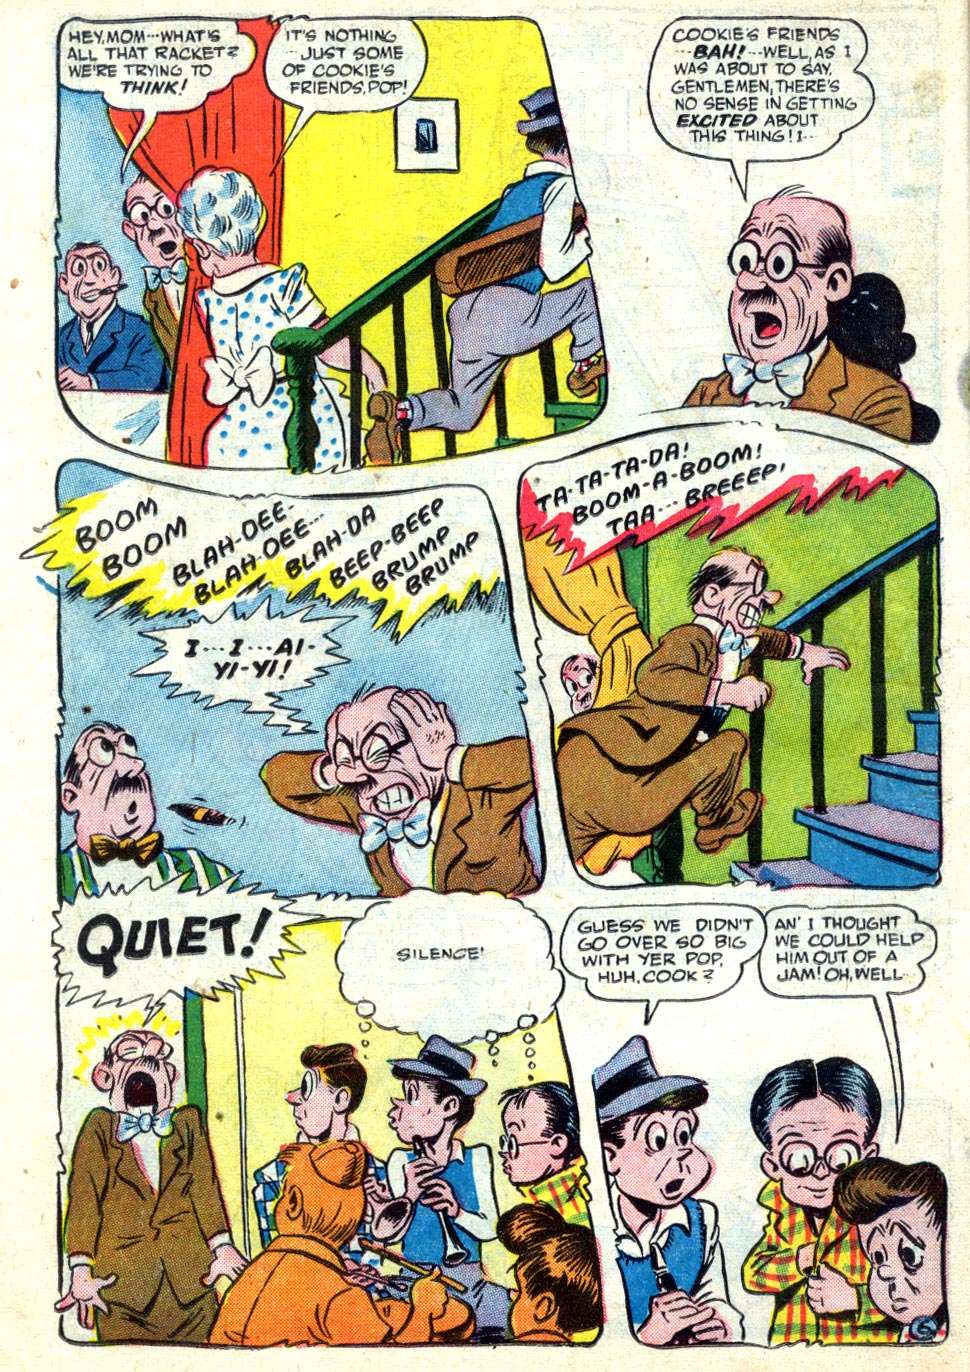 HEY, MOM---WHAT'S
ALL THAT RACKET?
WE'RE TRYING TO
THINK!
IT'S NOTHING
---JUST SOME
OF COOKIE'S
FRIENDS, POP!
COOKIE'S FRIENDS
---BAH!---WELL, AS I
WAS ABOUT TO SAY,
GENTLEMEN, THERE'S
NO SENSE IN GETTING
EXCITED ABOUT
THIS THING! I---
BOOM
BOOM
BLAH-DEE-
BLAH-DEE---
BLAH-DA
BEEP-BEEP
BRUMP
BRUMP
I---I---AI-
YI-YI!
TA-TA-TA-DA!
BOOM-A-BOOM!
TAA---BREEEP!
QUIET!
SILENCE!
GUESS WE DIDN'T
GO OVER SO BIG
WITH YER POP,
HUH, COOK?
AN' I THOUGHT
WE COULD HELP
HIM OUT OF A
JAM! OH, WELL--
6